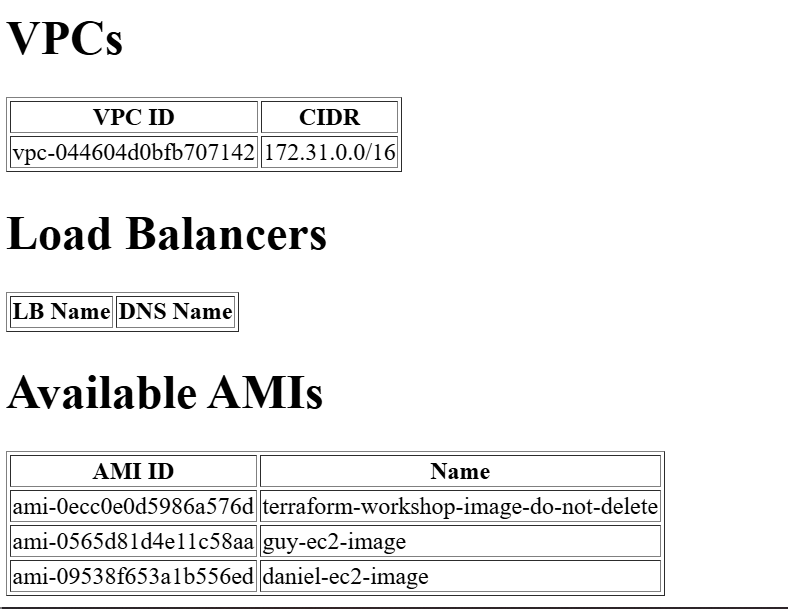 VPCs
VPC ID CIDR
vpc-044604d0bfb707142 172.31.0.0/16
Load Balancers
LB Name DNS Name
Available AMIs
AMI ID Name
ami-0ecc0e0d5986a576d terraform-workshop-image-do-not-delete
ami-0565d81d4e11c58aa guy-ec2-image
ami-09538f653a1b556ed daniel-ec2-image